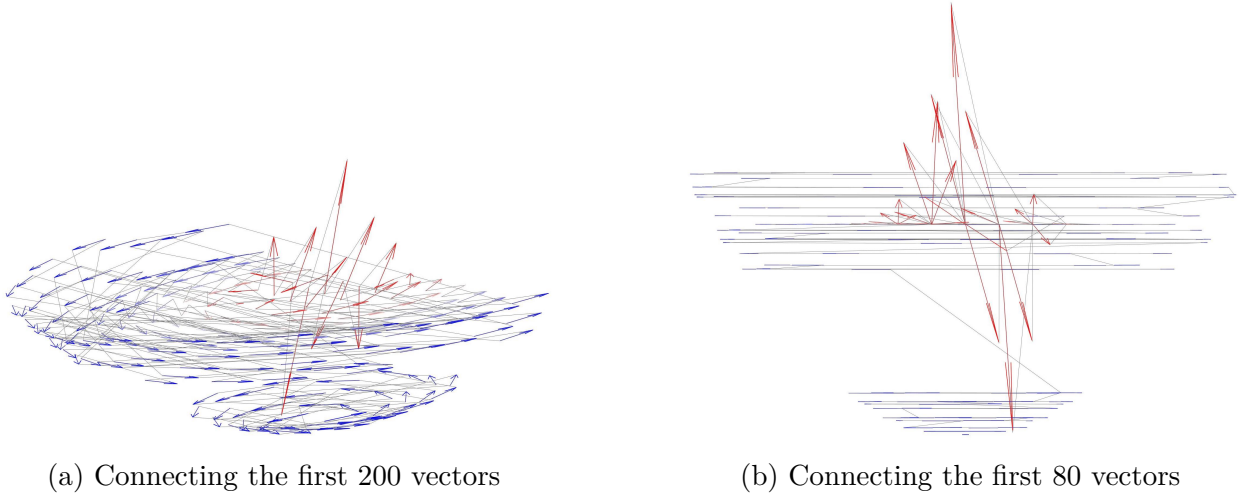 (a) Connecting the first 200 vectors
(b) Connecting the first 80 vectors